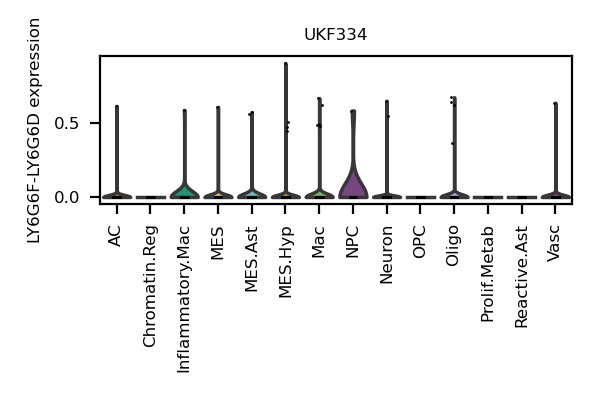 UKF334
LY6G6F-LY6G6D expression
0.5
0.0
AC
Chromatin.Reg
Inflammatory.Mac
MES
MES.Ast
MES.Hyp
Mac
NPC
Neuron
OPC
Oligo
Prolif.Metab
Reactive.Ast
Vasc